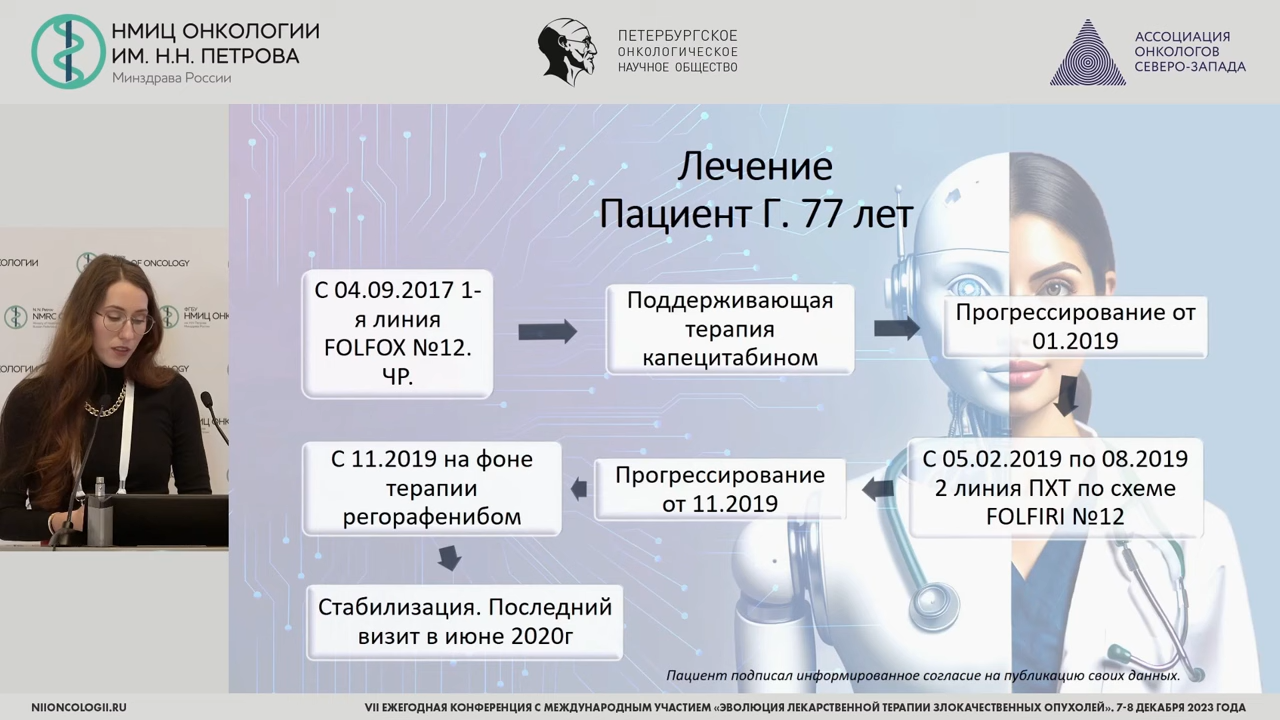 НМИЦ ОНКОЛОГИИ
ИМ. Н.Н. ПЕТРОВА
Минздрава России
ПЕТЕРБУРГСКОЕ
ОНКОЛОГИЧЕСКОЕ
НАУЧНОЕ ОБЩЕСТВО
АССОЦИАЦИЯ
ОНКОЛОГОВ
СЕВЕРО-ЗАПАДА
Лечение
Пациент Г. 77 лет
С 04.09.2017 1-
я линия
FOLFOX №12.
ЧР.
Поддерживающая
терапия
капецитабином
Прогрессирование от
01.2019
С 05.02.2019 по 08.2019
2 линия ПХТ по схеме
FOLFIRI №12
Прогрессирование
от 11.2019
С 11.2019 на фоне
терапии
регорафенибом
Стабилизация. Последний
визит в июне 2020г
Пациент подписал информированное согласие на публикацию своих данных.
OF ONCOLOGY
NIIONCOLOGII.RU
VII ЕЖЕГОДНАЯ КОНФЕРЕНЦИЯ С МЕЖДУНАРОДНЫМ УЧАСТИЕМ «ЭВОЛЮЦИЯ ЛЕКАРСТВЕННОЙ ТЕРАПИИ ЗЛОКАЧЕСТВЕННЫХ ОПУХОЛЕЙ». 7-8 ДЕКАБРЯ 2023 ГОДА